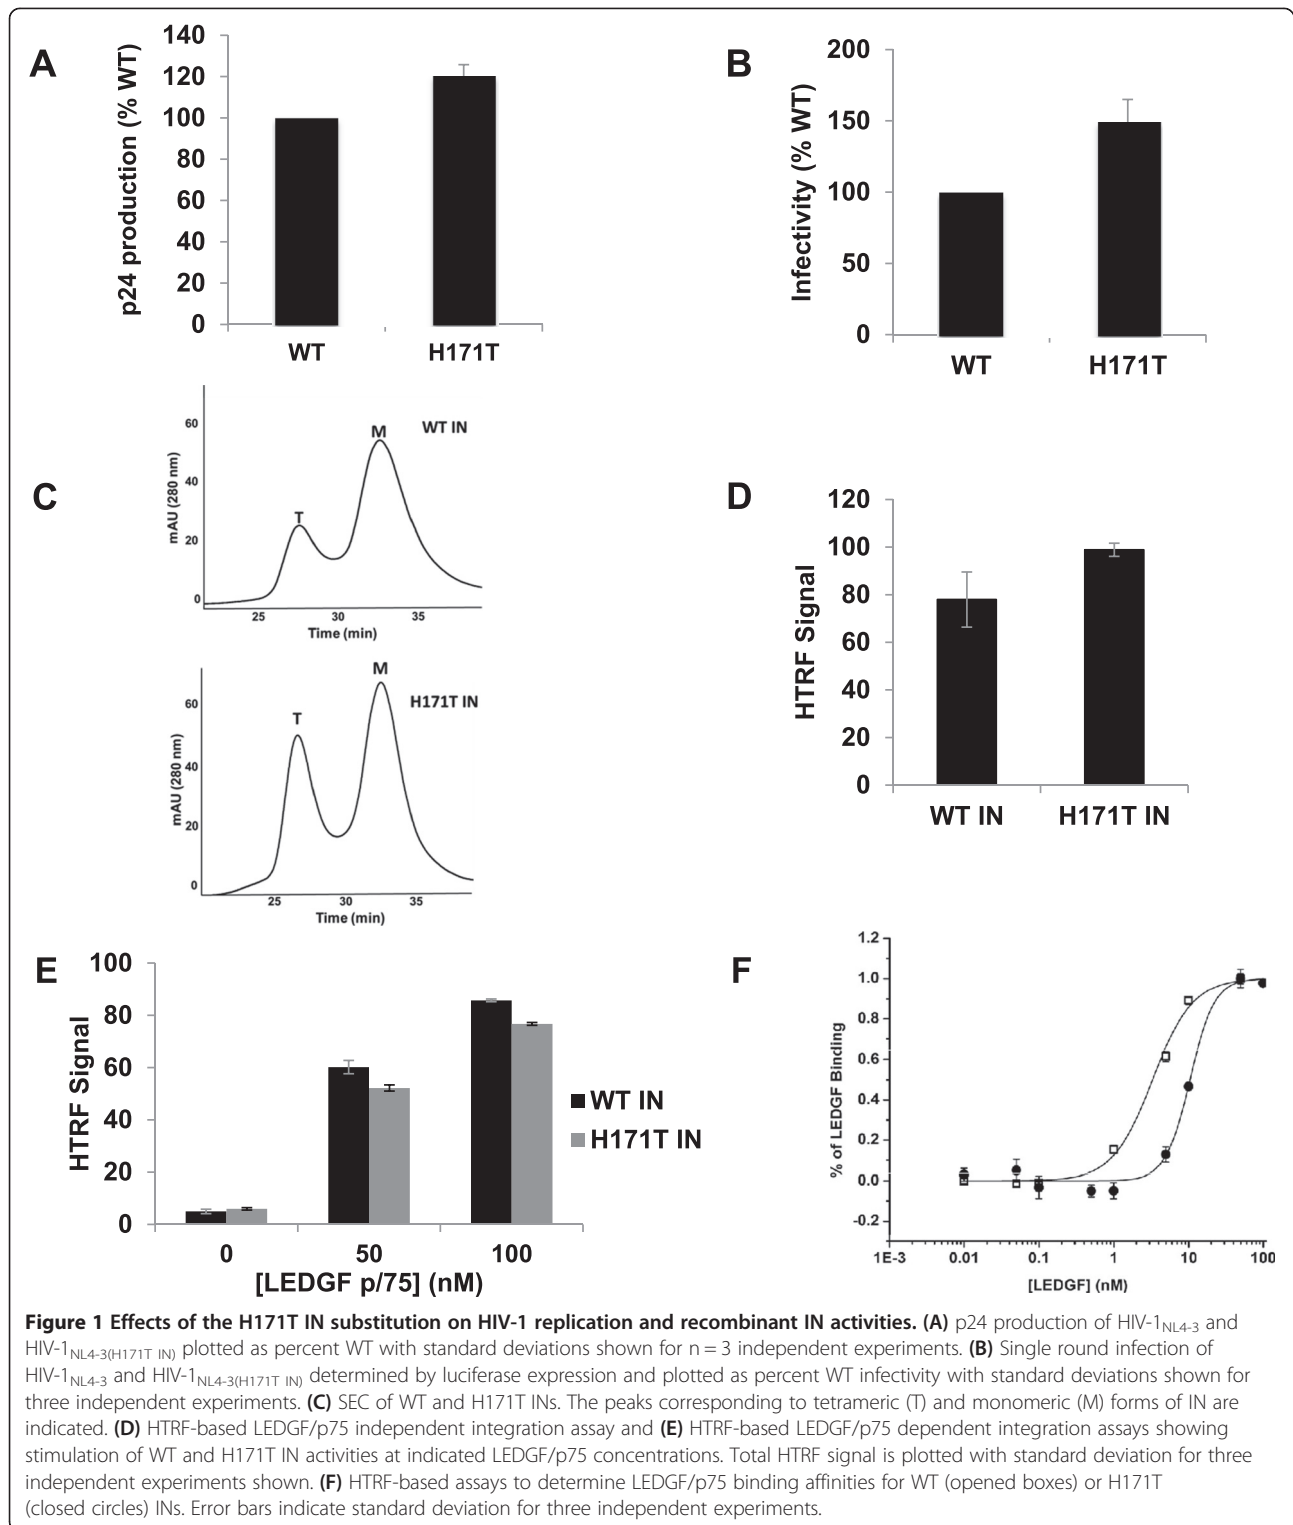 A
p24 production (% WT)
140
120
100
80
60
40
20
0
WT H171T
B
Infectivity (% WT)
200
150
100
50
0
WT H171T
C
mAU (280 nm)
60
40
20
0
T
M
WT IN
25 30 35
Time (min)
mAU (280 nm)
60
40
20
0
T
M
H171T IN
25 30 35
Time (min)
D
HTRF Signal
120
100
80
60
40
20
0
WT IN H171T IN
E
HTRF Signal
100
80
60
40
20
0
0 50 100
[LEDGF p/75] (nM)
WT IN
H171T IN
F
% of LEDGF Binding
1.2
1.0
0.8
0.6
0.4
0.2
0.0
-0.2
1E-3 0.01 0.1 1 10 100
[LEDGF] (nM)
Figure 1 Effects of the H171T IN substitution on HIV-1 replication and recombinant IN activities. (A) p24 production of HIV-1NL4-3 and
HIV-1NL4-3(H171T IN) plotted as percent WT with standard deviations shown for n = 3 independent experiments. (B) Single round infection of
HIV-1NL4-3 and HIV-1NL4-3(H171T IN) determined by luciferase expression and plotted as percent WT infectivity with standard deviations shown for
three independent experiments. (C) SEC of WT and H171T INs. The peaks corresponding to tetrameric (T) and monomeric (M) forms of IN are
indicated. (D) HTRF-based LEDGF/p75 independent integration assay and (E) HTRF-based LEDGF/p75 dependent integration assays showing
stimulation of WT and H171T IN activities at indicated LEDGF/p75 concentrations. Total HTRF signal is plotted with standard deviation for three
independent experiments shown. (F) HTRF-based assays to determine LEDGF/p75 binding affinities for WT (opened boxes) or H171T
(closed circles) INs. Error bars indicate standard deviation for three independent experiments.